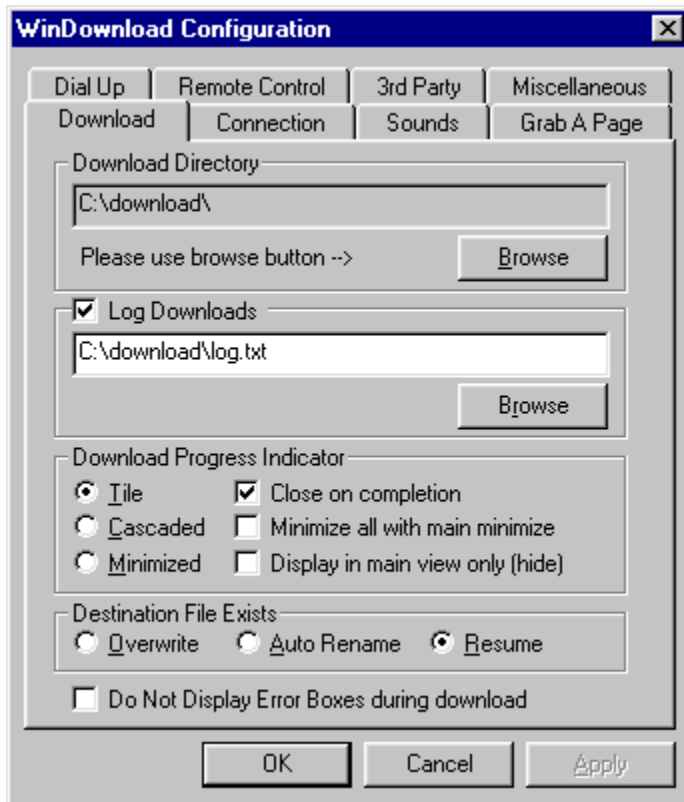 WinDownload Configuration
Dial Up Remote Control 3rd Party Miscellaneous
Download Connection Sounds Grab A Page
Download Directory
C:\download\
Please use browse button --> Browse
Log Downloads
C:\download\log.txt
Browse
Download Progress Indicator
Tile Close on completion
Cascaded Minimize all with main minimize
Minimized Display in main view only (hide)
Destination File Exists
Overwrite Auto Rename Resume
Do Not Display Error Boxes during download
OK Cancel Apply